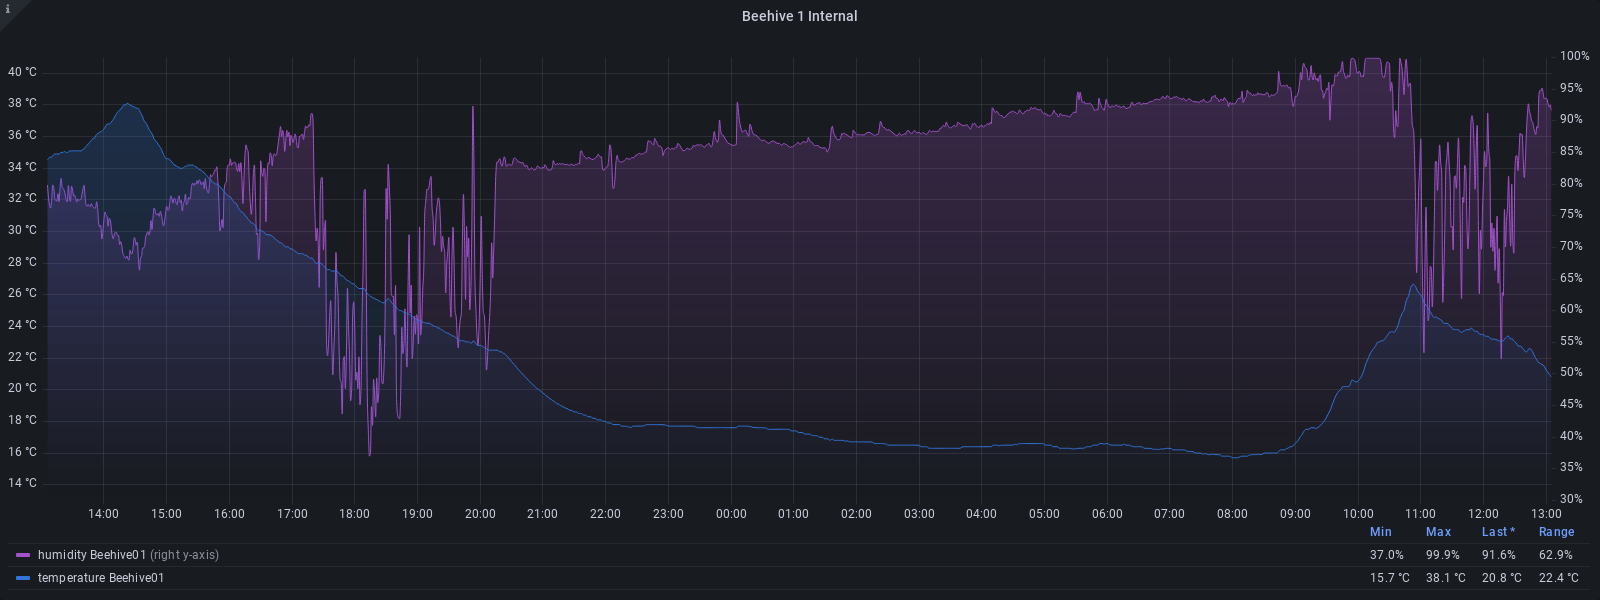 i
Beehive 1 Internal
100%
40 °C
95%
38 °C
90%
36 °C
85%
34 °C
80%
32 °C
75%
30 °C
70%
28 °C
65%
26 °C
60%
24 °C
55%
22 °C
50%
20 °C
45%
18 °C
40%
16 °C
35%
14 °C
30%
14:00 15:00 16:00 17:00 18:00 19:00 20:00 21:00 22:00 23:00 00:00 01:00 02:00 03:00 04:00 05:00 06:00 07:00 08:00 09:00 10:00 11:00 12:00 13:00
Min Max Last * Range
humidity Beehive01 (right y-axis) 37.0% 99.9% 91.6% 62.9%
temperature Beehive01 15.7 °C 38.1 °C 20.8 °C 22.4 °C